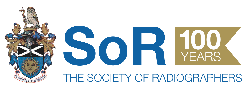 SoR
100
YEARS
THE SOCIETY OF RADIOGRAPHERS